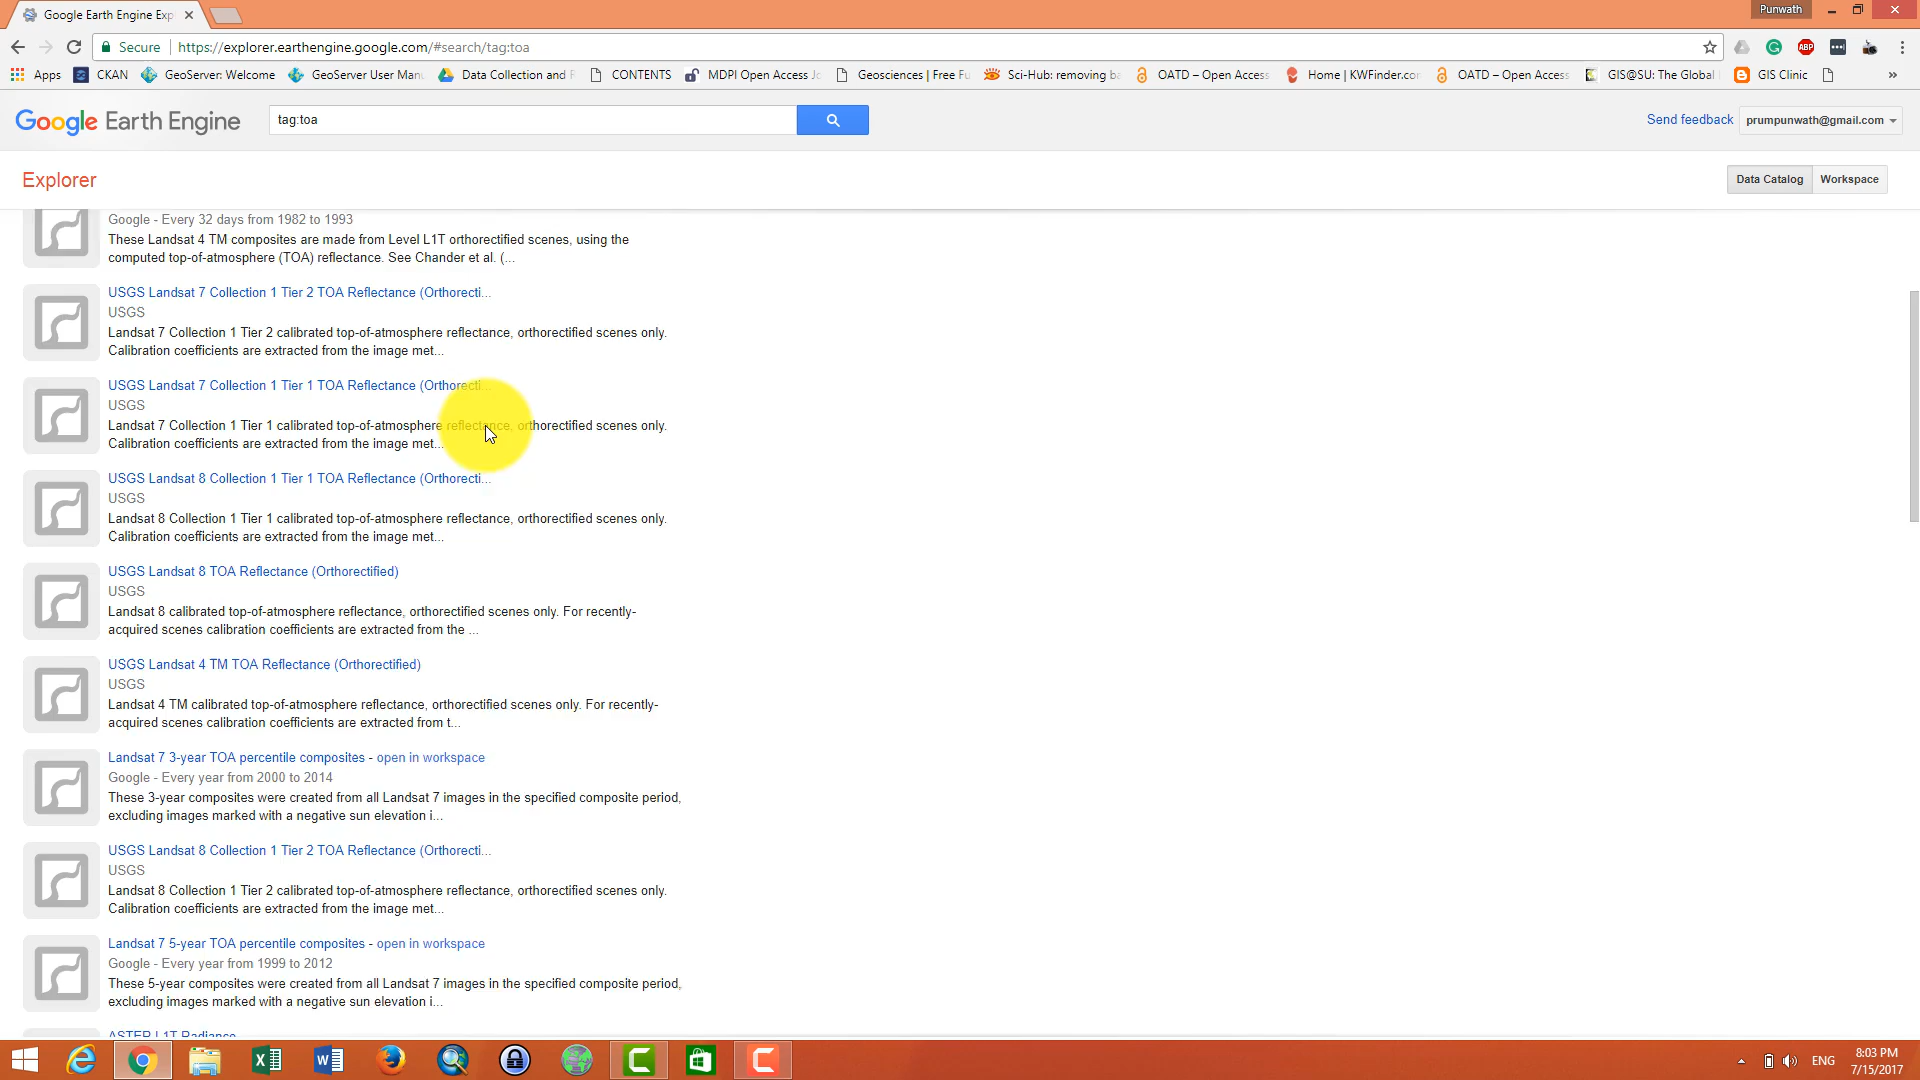 Google Earth Engine Exp
Punwath
Secure
https://explorer.earthengine.google.com/#search/tag:toa
ABP
Apps
CKAN
GeoServer: Welcome
GeoServer User Man
Data Collection and
CONTENTS
MDPI Open Access Jo
Geosciences | Free Fu
Sci-Hub: removing ba
OATD – Open Access
Home | KWFinder.co
OATD – Open Access
GIS@SU: The Global
GIS Clinic
»
Google Earth Engine
tag:toa
Send feedback
prumpunwath@gmail.com
Explorer
Data Catalog
Workspace
Google - Every 32 days from 1982 to 1993
These Landsat 4 TM composites are made from Level L1T orthorectified scenes, using the
computed top-of-atmosphere (TOA) reflectance. See Chander et al. (...
USGS Landsat 7 Collection 1 Tier 2 TOA Reflectance (Orthorecti...
USGS
Landsat 7 Collection 1 Tier 2 calibrated top-of-atmosphere reflectance, orthorectified scenes only.
Calibration coefficients are extracted from the image met...
USGS Landsat 7 Collection 1 Tier 1 TOA Reflectance (Orthorecti...
USGS
Landsat 7 Collection 1 Tier 1 calibrated top-of-atmosphere reflectance, orthorectified scenes only.
Calibration coefficients are extracted from the image met...
USGS Landsat 8 Collection 1 Tier 1 TOA Reflectance (Orthorecti...
USGS
Landsat 8 Collection 1 Tier 1 calibrated top-of-atmosphere reflectance, orthorectified scenes only.
Calibration coefficients are extracted from the image met...
USGS Landsat 8 TOA Reflectance (Orthorectified)
USGS
Landsat 8 calibrated top-of-atmosphere reflectance, orthorectified scenes only. For recently-
acquired scenes calibration coefficients are extracted from the ...
USGS Landsat 4 TM TOA Reflectance (Orthorectified)
USGS
Landsat 4 TM calibrated top-of-atmosphere reflectance, orthorectified scenes only. For recently-
acquired scenes calibration coefficients are extracted from t...
Landsat 7 3-year TOA percentile composites - open in workspace
Google - Every year from 2000 to 2014
These 3-year composites were created from all Landsat 7 images in the specified composite period,
excluding images marked with a negative sun elevation i...
USGS Landsat 8 Collection 1 Tier 2 TOA Reflectance (Orthorecti...
USGS
Landsat 8 Collection 1 Tier 2 calibrated top-of-atmosphere reflectance, orthorectified scenes only.
Calibration coefficients are extracted from the image met...
Landsat 7 5-year TOA percentile composites - open in workspace
Google - Every year from 1999 to 2012
These 5-year composites were created from all Landsat 7 images in the specified composite period,
excluding images marked with a negative sun elevation i...
ASTER L1T Radiance
ENG
8:03 PM
7/15/2017